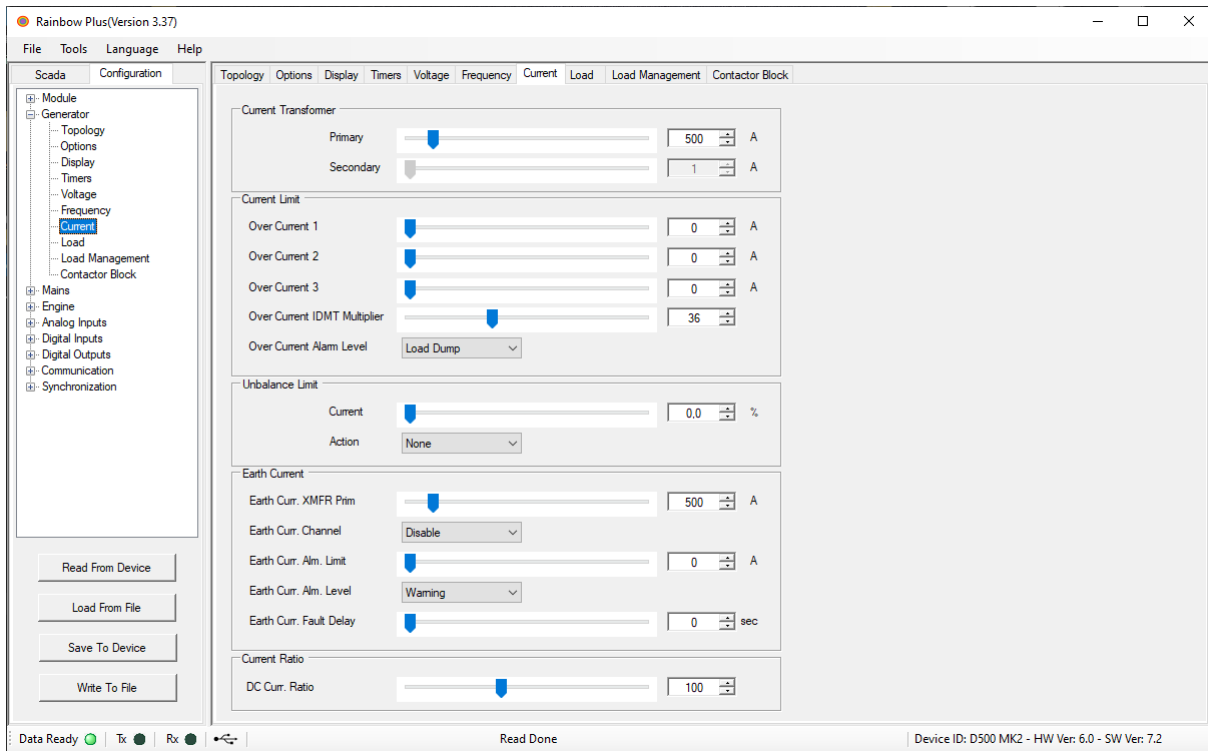 Rainbow Plus(Version 3.37)
File Tools Language Help
Scada Configuration
Module
Generator
Topology
Options
Display
Timers
Voltage
Frequency
Current
Load
Load Management
Contactor Block
Mains
Engine
Analog Inputs
Digital Inputs
Digital Outputs
Communication
Synchronization
Read From Device
Load From File
Save To Device
Write To File
Topology Options Display Timers Voltage Frequency Current Load Load Management Contactor Block
Current Transformer
Primary 500 A
Secondary 1 A
Current Limit
Over Current 1 0 A
Over Current 2 0 A
Over Current 3 0 A
Over Current IDMT Multiplier 36
Over Current Alarm Level Load Dump
Unbalance Limit
Current 0,0 %
Action None
Earth Current
Earth Curr. XMFR Prim 500 A
Earth Curr. Channel Disable
Earth Curr. Alm. Limit 0 A
Earth Curr. Alm. Level Warning
Earth Curr. Fault Delay 0 sec
Current Ratio
DC Curr. Ratio 100
Data Ready Tx Rx Read Done Device ID: D500 MK2 - HW Ver: 6.0 - SW Ver: 7.2